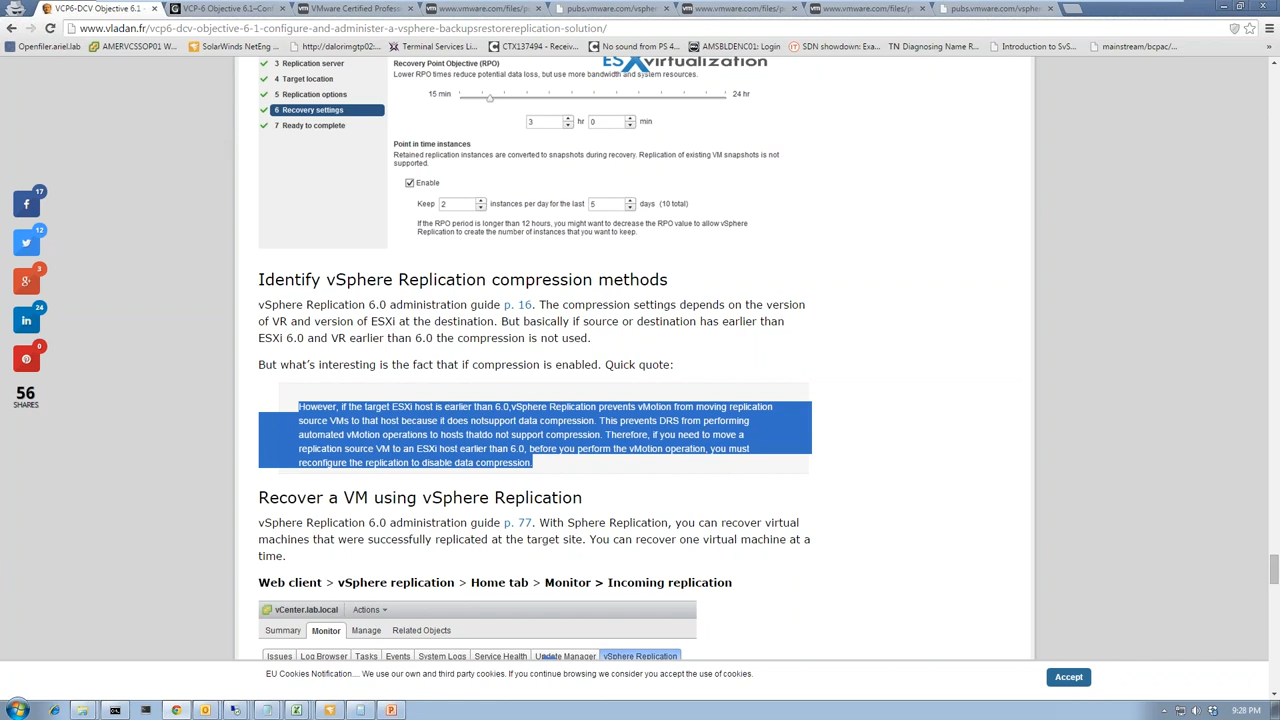 VCP6-DCV Objective 6.1
VCP-6 Objective 6.1–Conf
VMware Certified Profess
www.vmware.com/files/p
pubs.vmware.com/vsphe
www.vmware.com/files/p
www.vmware.com/files/p
pubs.vmware.com/vsphe
www.vladan.fr/vcp6-dcv-objective-6-1-configure-and-administer-a-vsphere-backupsrestorereplication-solution/
Openfiler.ariel.lab
AMERVCSSOP01 W
SolarWinds NetEng
http://dalorimgtp02:
Terminal Services Li
CTX137494 - Receiv
No sound from PS 4
AMSBLDENC01: Login
SDN showdown: Exa
TN Diagnosing Name R
Introduction to SvS
mainstream/bcpac/
3 Replication server
4 Target location
5 Replication options
6 Recovery settings
7 Ready to complete
ESXvirtualization
Recovery Point Objective (RPO)
Lower RPO times reduce potential data loss, but use more bandwidth and system resources.
15 min
24 hr
3 hr 0 min
Point in time instances
Retained replication instances are converted to snapshots during recovery. Replication of existing VM snapshots is not
supported.
Enable
Keep 2 instances per day for the last 5 days (10 total)
If the RPO period is longer than 12 hours, you might want to decrease the RPO value to allow vSphere
Replication to create the number of instances that you want to keep.
17
12
3
24
0
56
SHARES
Identify vSphere Replication compression methods
vSphere Replication 6.0 administration guide p. 16. The compression settings depends on the version
of VR and version of ESXi at the destination. But basically if source or destination has earlier than
ESXi 6.0 and VR earlier than 6.0 the compression is not used.
But what's interesting is the fact that if compression is enabled. Quick quote:
However, if the target ESXi host is earlier than 6.0,vSphere Replication prevents vMotion from moving replication
source VMs to that host because it does notsupport data compression. This prevents DRS from performing
automated vMotion operations to hosts thatdo not support compression. Therefore, if you need to move a
replication source VM to an ESXi host earlier than 6.0, before you perform the vMotion operation, you must
reconfigure the replication to disable data compression.
Recover a VM using vSphere Replication
vSphere Replication 6.0 administration guide p. 77. With Sphere Replication, you can recover virtual
machines that were successfully replicated at the target site. You can recover one virtual machine at a
time.
Web client > vSphere replication > Home tab > Monitor > Incoming replication
vCenter.lab.local Actions
Summary Monitor Manage Related Objects
Issues Log Browser Tasks Events System Logs Service Health Update Manager vSphere Replication
EU Cookies Notification.... We use our own and third party cookies. If you continue browsing we consider you accept the use of cookies.
Accept
9:28 PM